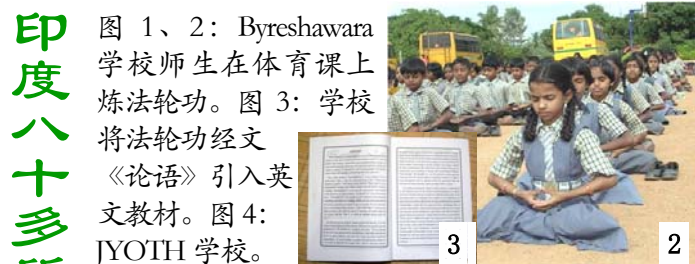 印度八十多所
图 1、2：Byreshawara
学校师生在体育课上
炼法轮功。图 3：学校
将法轮功经文
《论语》引入英
文教材。图 4：
JYOTH 学校。
3
2